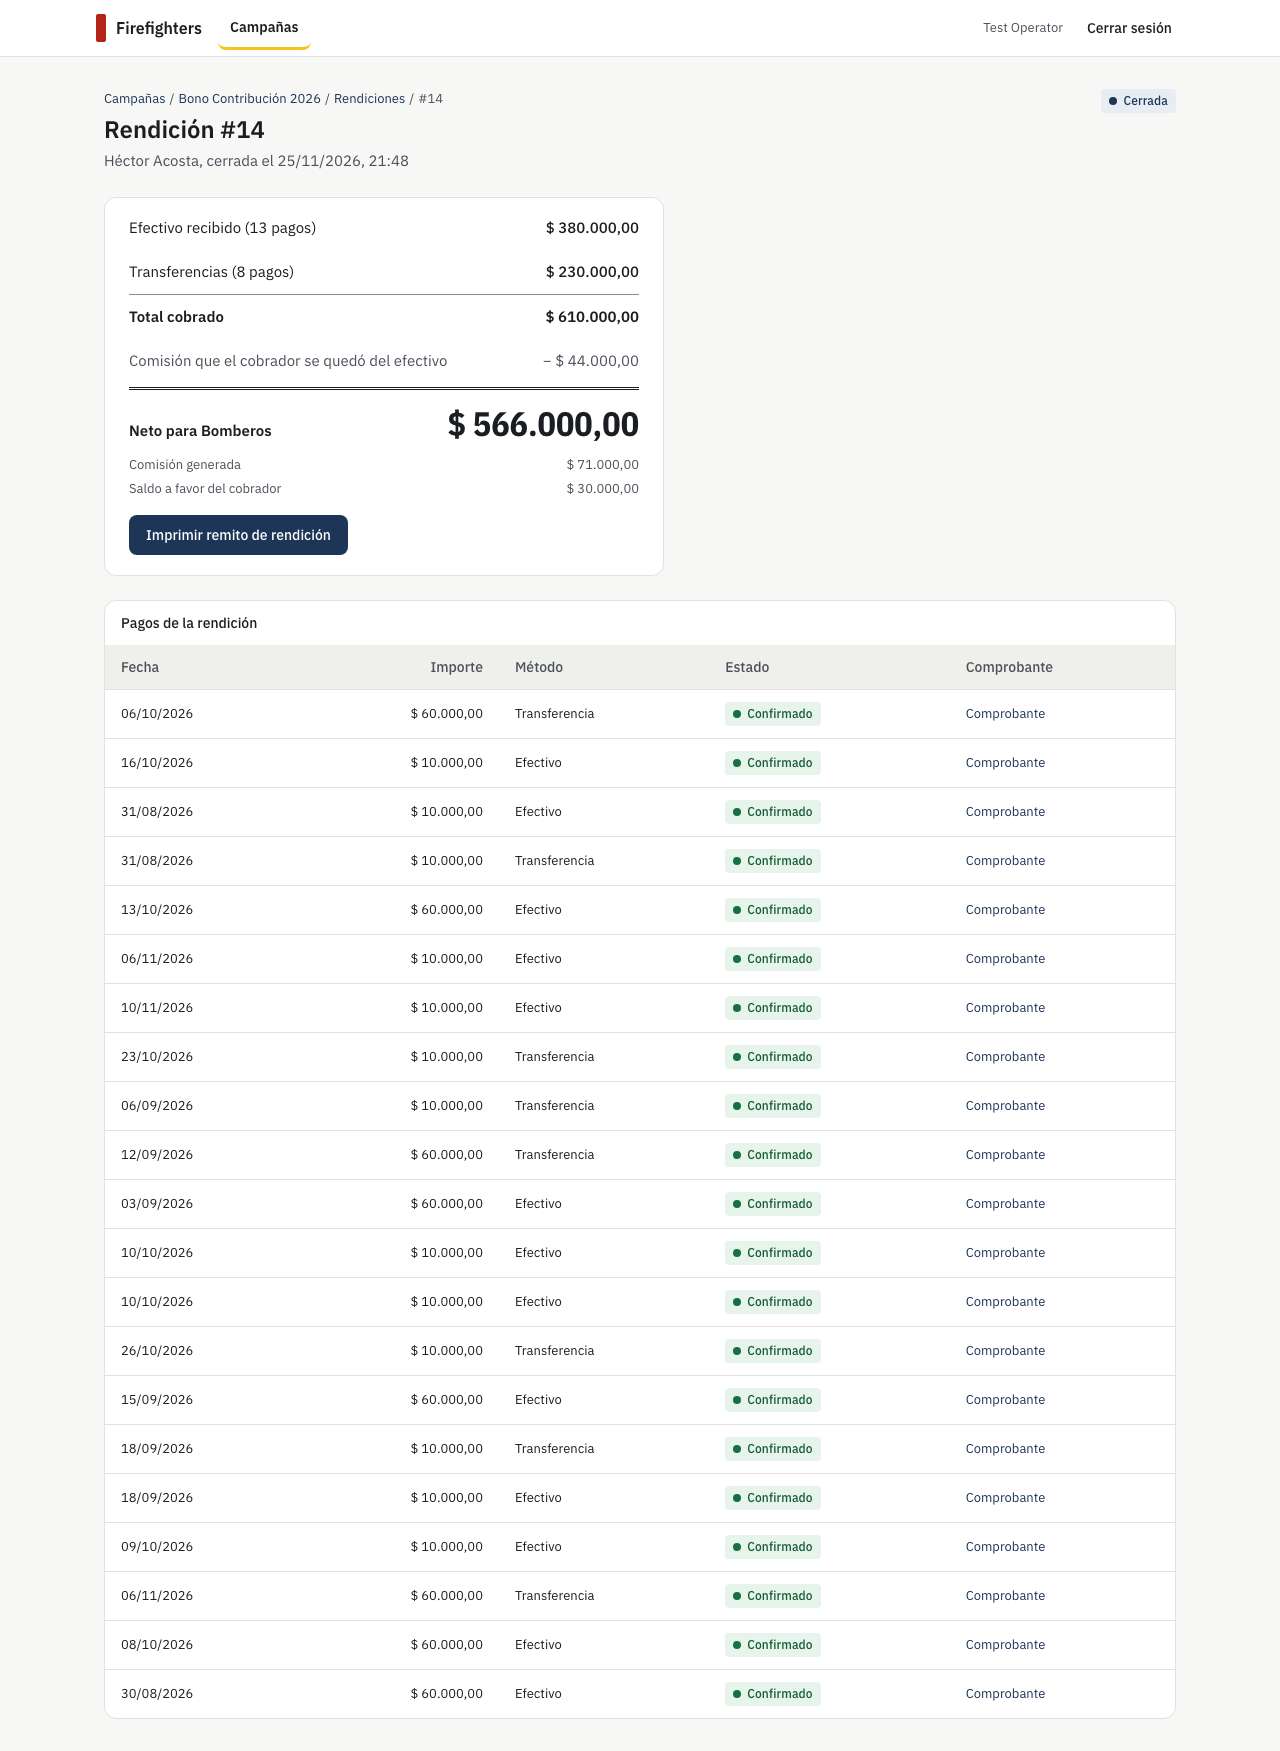 Firefighters Campañas Test Operator Cerrar sesión
Campañas / Bono Contribución 2026 / Rendiciones / #14 Cerrada
Rendición #14
Héctor Acosta, cerrada el 25/11/2026, 21:48
Efectivo recibido (13 pagos) $ 380.000,00
Transferencias (8 pagos) $ 230.000,00
Total cobrado $ 610.000,00
Comisión que el cobrador se quedó del efectivo − $ 44.000,00
Neto para Bomberos $ 566.000,00
Comisión generada $ 71.000,00
Saldo a favor del cobrador $ 30.000,00
Imprimir remito de rendición
Pagos de la rendición
Fecha Importe Método Estado Comprobante
06/10/2026 $ 60.000,00 Transferencia Confirmado Comprobante
16/10/2026 $ 10.000,00 Efectivo Confirmado Comprobante
31/08/2026 $ 10.000,00 Efectivo Confirmado Comprobante
31/08/2026 $ 10.000,00 Transferencia Confirmado Comprobante
13/10/2026 $ 60.000,00 Efectivo Confirmado Comprobante
06/11/2026 $ 10.000,00 Efectivo Confirmado Comprobante
10/11/2026 $ 10.000,00 Efectivo Confirmado Comprobante
23/10/2026 $ 10.000,00 Transferencia Confirmado Comprobante
06/09/2026 $ 10.000,00 Transferencia Confirmado Comprobante
12/09/2026 $ 60.000,00 Transferencia Confirmado Comprobante
03/09/2026 $ 60.000,00 Efectivo Confirmado Comprobante
10/10/2026 $ 10.000,00 Efectivo Confirmado Comprobante
10/10/2026 $ 10.000,00 Efectivo Confirmado Comprobante
26/10/2026 $ 10.000,00 Transferencia Confirmado Comprobante
15/09/2026 $ 60.000,00 Efectivo Confirmado Comprobante
18/09/2026 $ 10.000,00 Transferencia Confirmado Comprobante
18/09/2026 $ 10.000,00 Efectivo Confirmado Comprobante
09/10/2026 $ 10.000,00 Efectivo Confirmado Comprobante
06/11/2026 $ 60.000,00 Transferencia Confirmado Comprobante
08/10/2026 $ 60.000,00 Efectivo Confirmado Comprobante
30/08/2026 $ 60.000,00 Efectivo Confirmado Comprobante